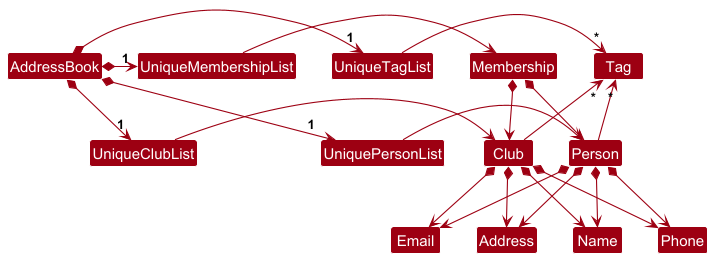 1
*
AddressBook
1
UniqueMembershipList
UniqueTagList
Membership
Tag
* *
1
1
UniqueClubList
UniquePersonList
Club
Person
Email
Address
Name
Phone